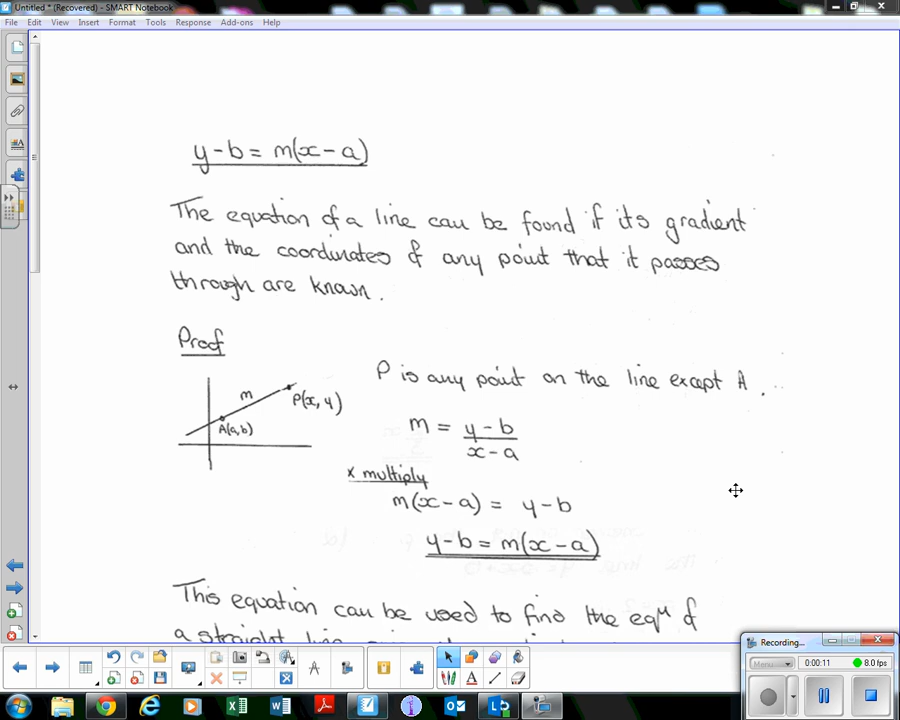 Untitled * (Recovered) - SMART Notebook
File Edit View Insert Format Tools Response Add-ons Help
y-b = m(x-a)
The equation of a line can be found if its gradient
and the coordinates of any point that it passes
through are known.
Proof
P is any point on the line except A.
m
P(x, y)
A(a,b)
m = y-b
x-a
x multiply
m(x-a) = y-b
y-b = m(x-a)
This equation can be used to find the eqⁿ of
a straight line
Recording...
Menu
0:00:11
8.0 fps